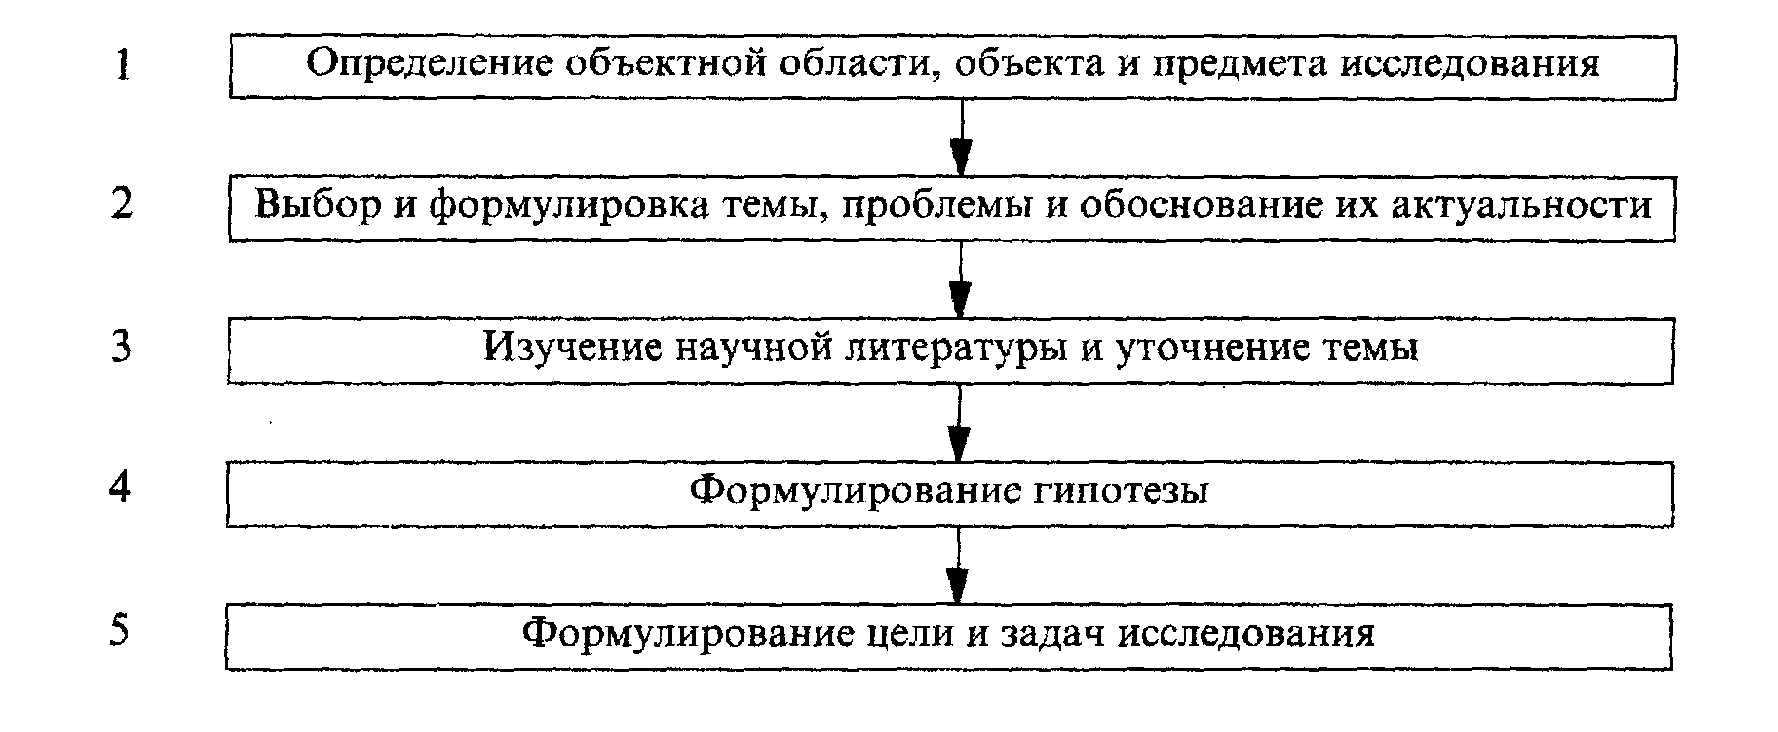 1 Определение объектной области, объекта и предмета исследования
2 Выбор и формулировка темы, проблемы и обоснование их актуальности
3 Изучение научной литературы и уточнение темы
4 Формулирование гипотезы
5 Формулирование цели и задач исследования